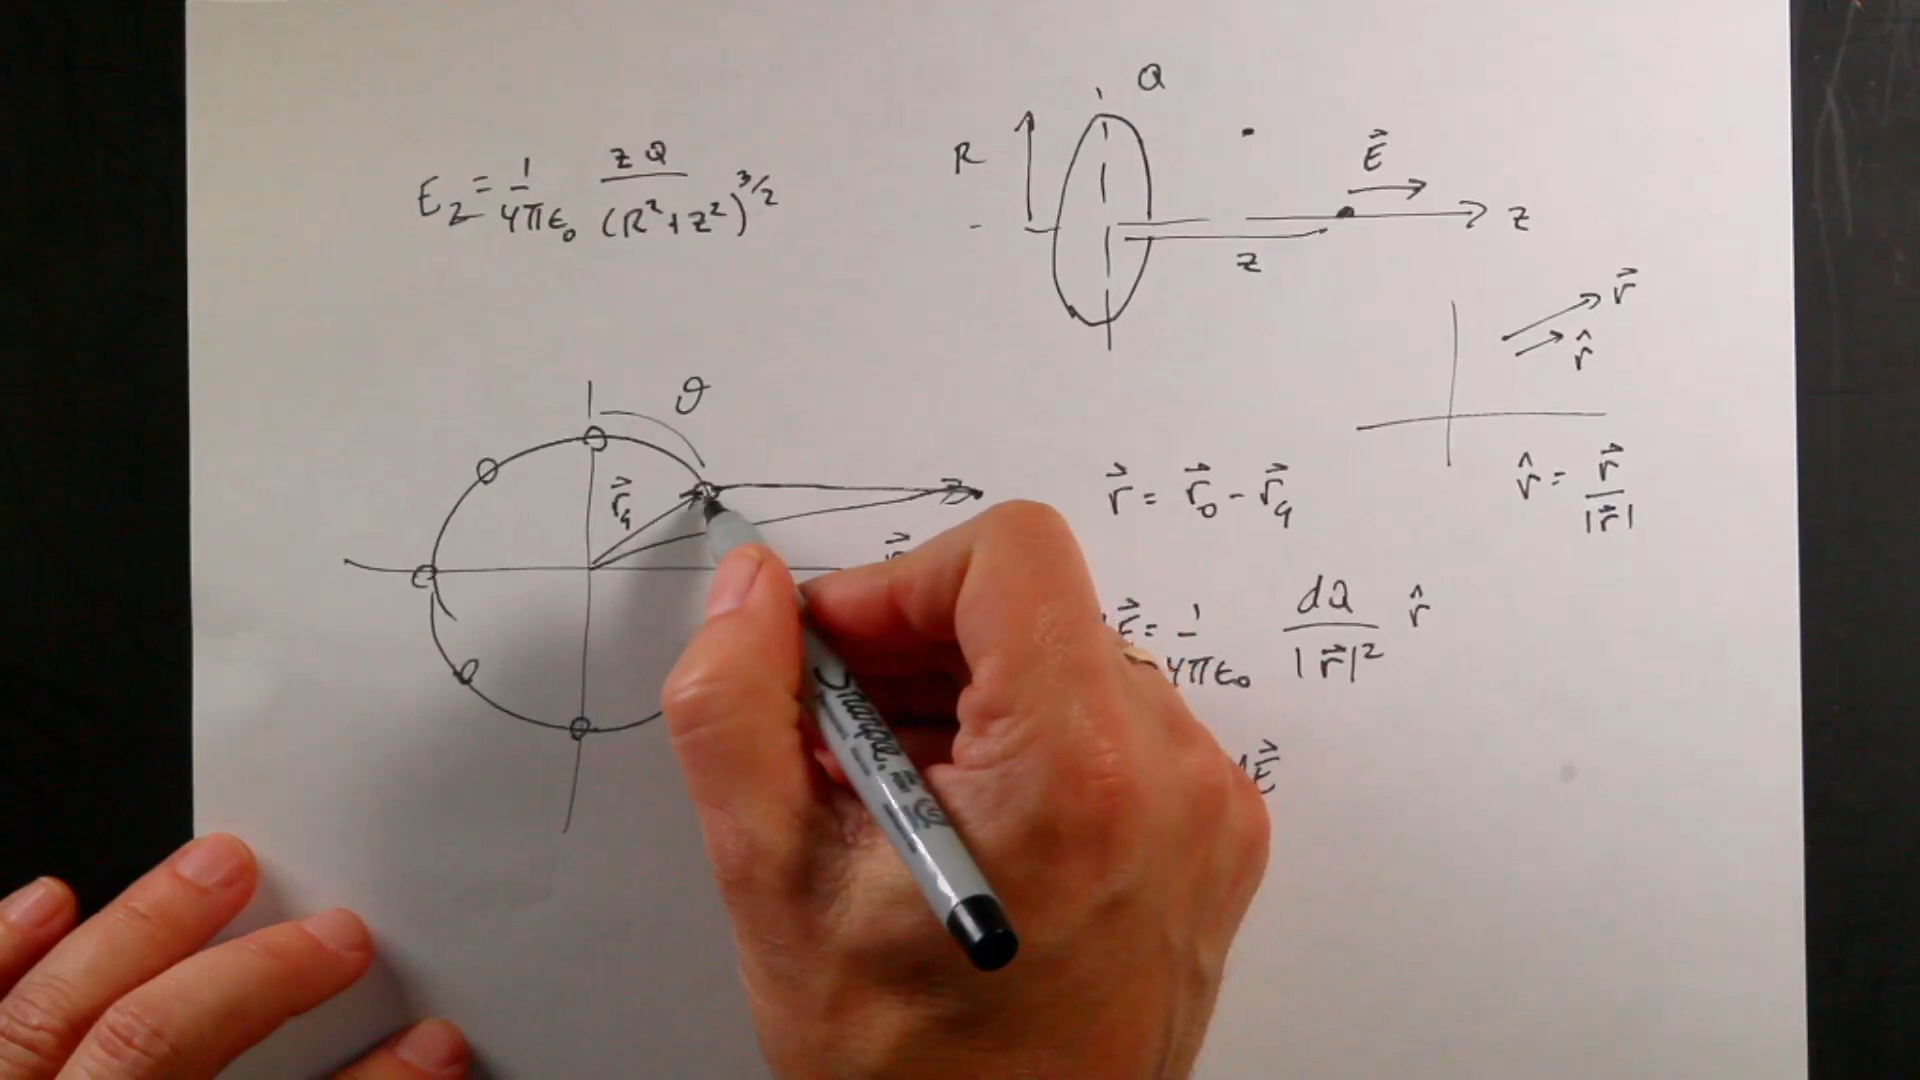 Q
E_z = 1/4πε₀ zQ/(R²+z²)^3/2
R
E⃗
z
z
r⃗
r̂
θ
r⃗_q
r⃗ = r⃗₀ - r⃗_q
r̂ = r⃗/|r⃗|
E⃗ = 1/4πε₀ dQ/|r⃗|² r̂
E⃗
Sharpie.